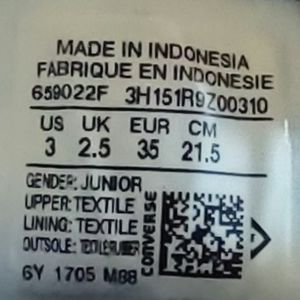 MADE IN INDONESIA
FABRIQUE EN INDONESIE
659022F 3H151R9Z00310
US UK EUR CM
3 2.5 35 21.5
GENDER: JUNIOR
UPPER: TEXTILE
LINING: TEXTILE
OUTSOLE: TEXTILE/RUBBER
6Y 1705 M88
CONVERSE